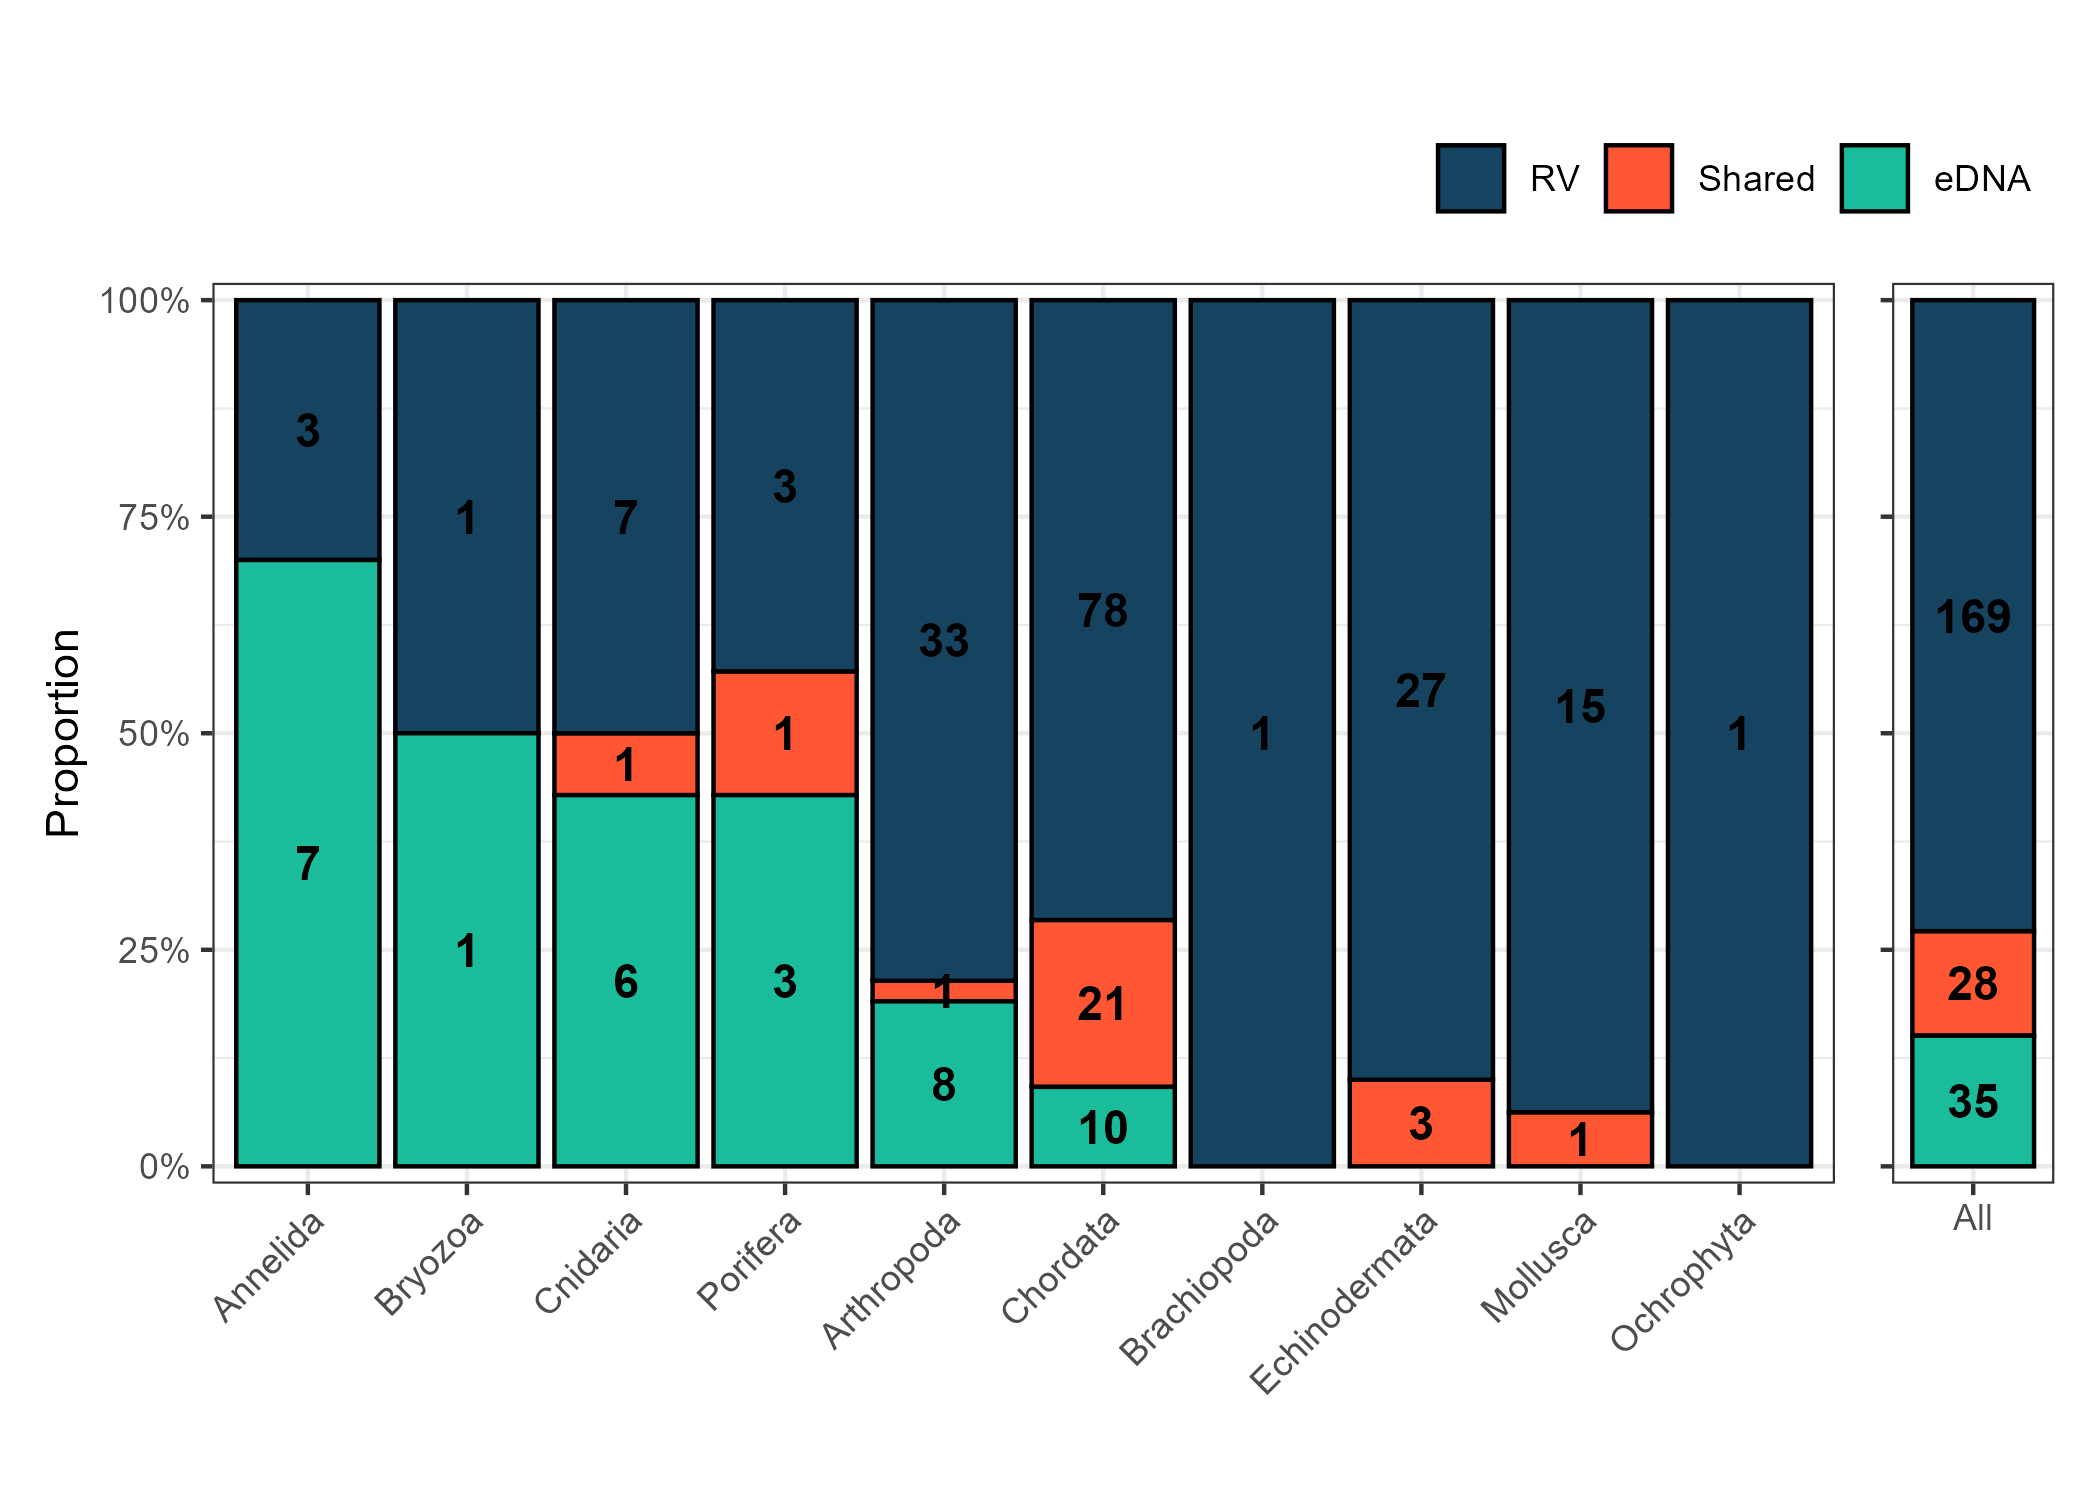 RV Shared eDNA
Proportion
100%
75%
50%
25%
0%
3
7
1
1
7
1
6
3
1
3
33
1
8
78
21
10
1
27
3
15
1
1
169
28
35
Annelida
Bryozoa
Cnidaria
Porifera
Arthropoda
Chordata
Brachiopoda
Echinodermata
Mollusca
Ochrophyta
All